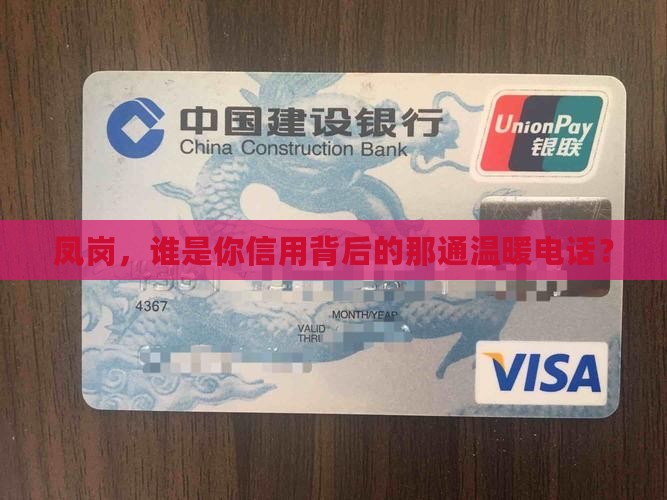 中国建设银行
China Construction Bank
UnionPay
银联
凤岗，谁是你信用背后的那通温暖电话？
4367
MONTH/YEAR
VALID
THRU
VISA